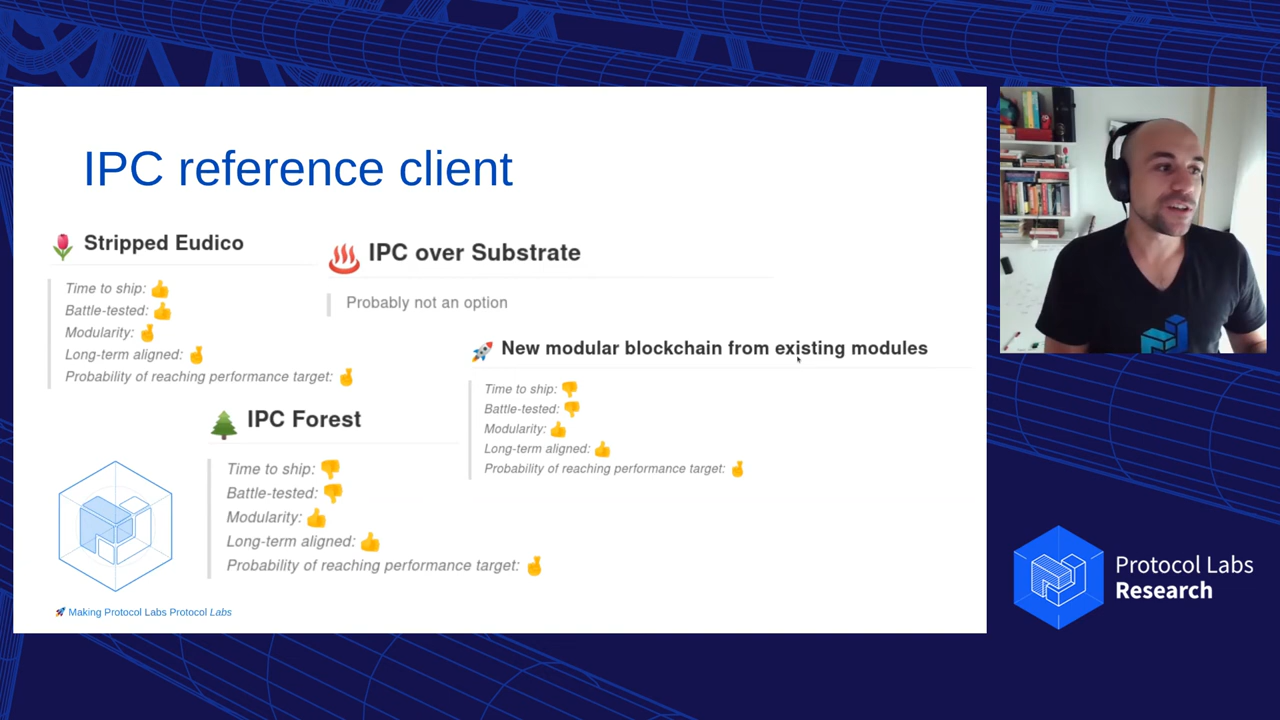 IPC reference client
Stripped Eudico
Time to ship: 👍
Battle-tested: 👍
Modularity: 🤞
Long-term aligned: 🤞
Probability of reaching performance target: 🤞
IPC over Substrate
Probably not an option
New modular blockchain from existing modules
Time to ship: 👎
Battle-tested: 👎
Modularity: 👍
Long-term aligned: 👍
Probability of reaching performance target: 🤞
IPC Forest
Time to ship: 👎
Battle-tested: 👎
Modularity: 👍
Long-term aligned: 👍
Probability of reaching performance target: 🤞
🚀 Making Protocol Labs Protocol Labs
Protocol Labs
Research